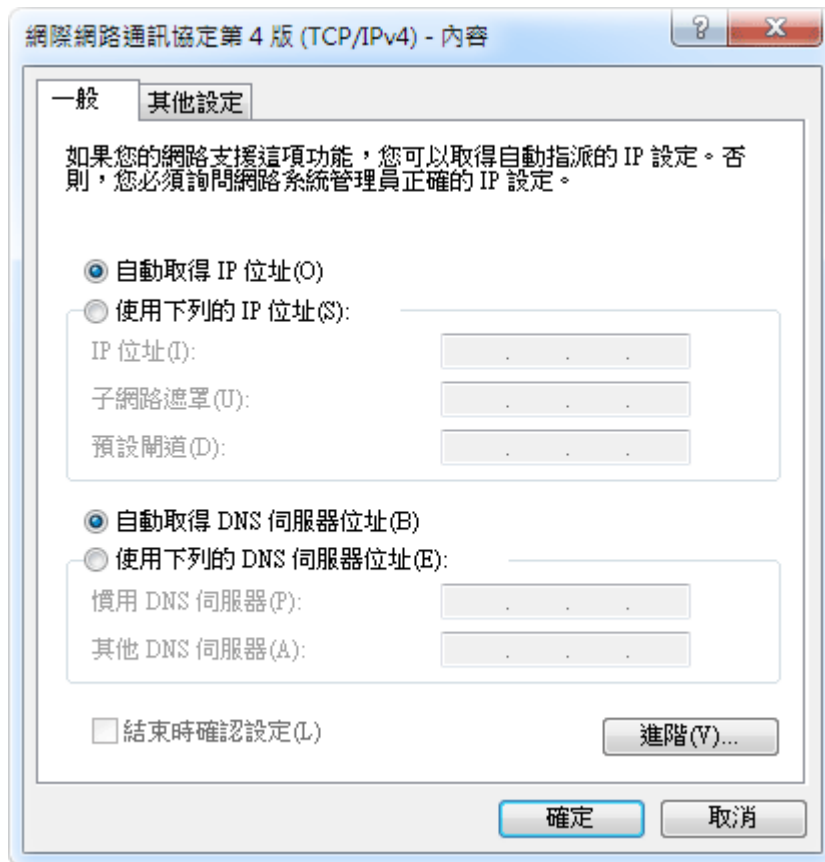 網際網路通訊協定第 4 版 (TCP/IPv4) - 內容
一般
其他設定
如果您的網路支援這項功能，您可以取得自動指派的 IP 設定。否
則，您必須詢問網路系統管理員正確的 IP 設定。
自動取得 IP 位址(O)
使用下列的 IP 位址(S):
IP 位址(I):
子網路遮罩(U):
預設閘道(D):
自動取得 DNS 伺服器位址(B)
使用下列的 DNS 伺服器位址(E):
慣用 DNS 伺服器(P):
其他 DNS 伺服器(A):
結束時確認設定(L)
進階(V)...
確定
取消